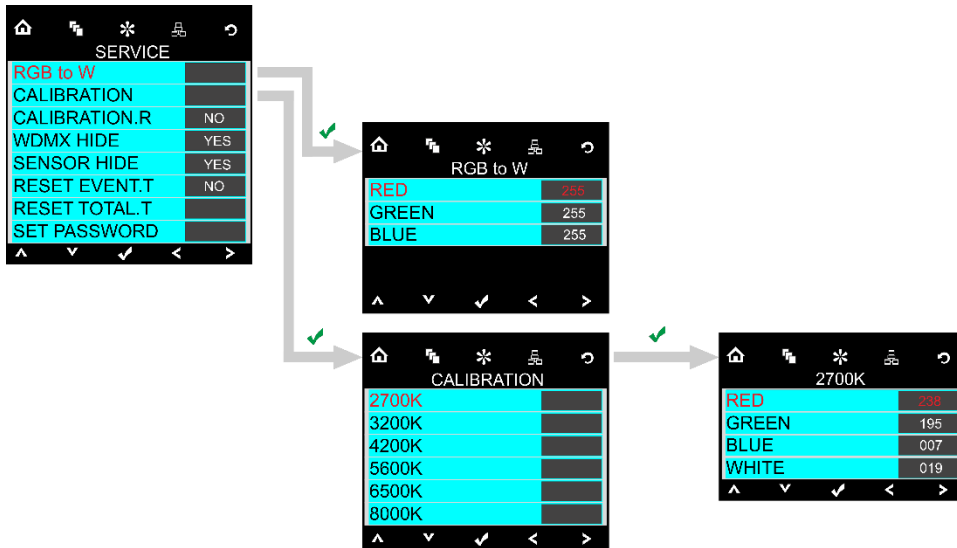 SERVICE
RGB to W
CALIBRATION
CALIBRATION.R NO
WDMX HIDE YES
SENSOR HIDE YES
RESET EVENT.T NO
RESET TOTAL.T
SET PASSWORD
RGB to W
RED 255
GREEN 255
BLUE 255
CALIBRATION
2700K
3200K
4200K
5600K
6500K
8000K
2700K
RED 238
GREEN 195
BLUE 007
WHITE 019